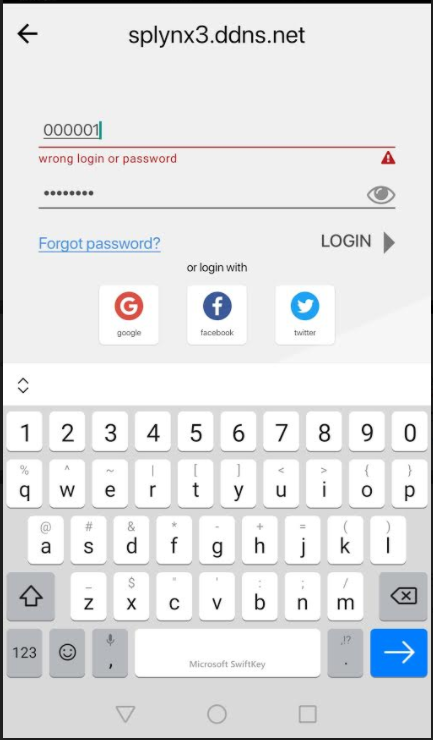 splynx3.ddns.net
000001
wrong login or password
••••••••
Forgot password? LOGIN
or login with
G f
google facebook twitter
1 2 3 4 5 6 7 8 9 0
% ^ ~ | [ ] < > { }
q w e r t y u i o p
@ # & * - + = ( )
a s d f g h j k l
_ $ " ' : ; /
z x c v b n m
123 , Microsoft SwiftKey ,!? .